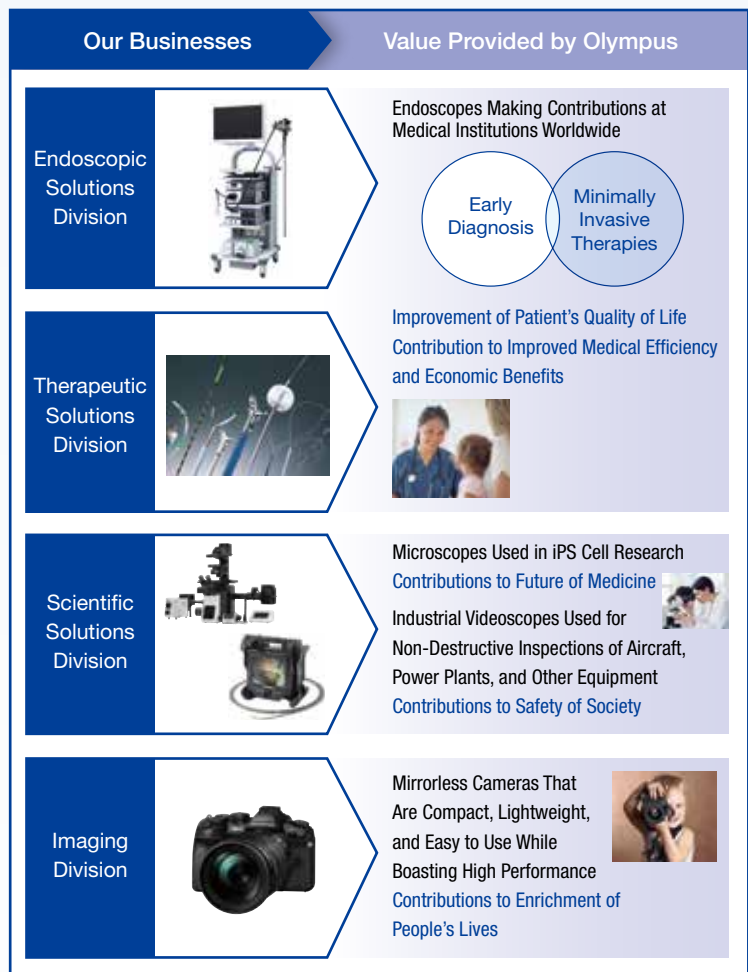 Our Businesses
Value Provided by Olympus
Endoscopic
Solutions
Division
Endoscopes Making Contributions at
Medical Institutions Worldwide
Early
Diagnosis
Minimally
Invasive
Therapies
Therapeutic
Solutions
Division
Improvement of Patient's Quality of Life
Contribution to Improved Medical Efficiency
and Economic Benefits
Scientific
Solutions
Division
Microscopes Used in iPS Cell Research
Contributions to Future of Medicine
Industrial Videoscopes Used for
Non-Destructive Inspections of Aircraft,
Power Plants, and Other Equipment
Contributions to Safety of Society
Imaging
Division
Mirrorless Cameras That
Are Compact, Lightweight,
and Easy to Use While
Boasting High Performance
Contributions to Enrichment of
People's Lives